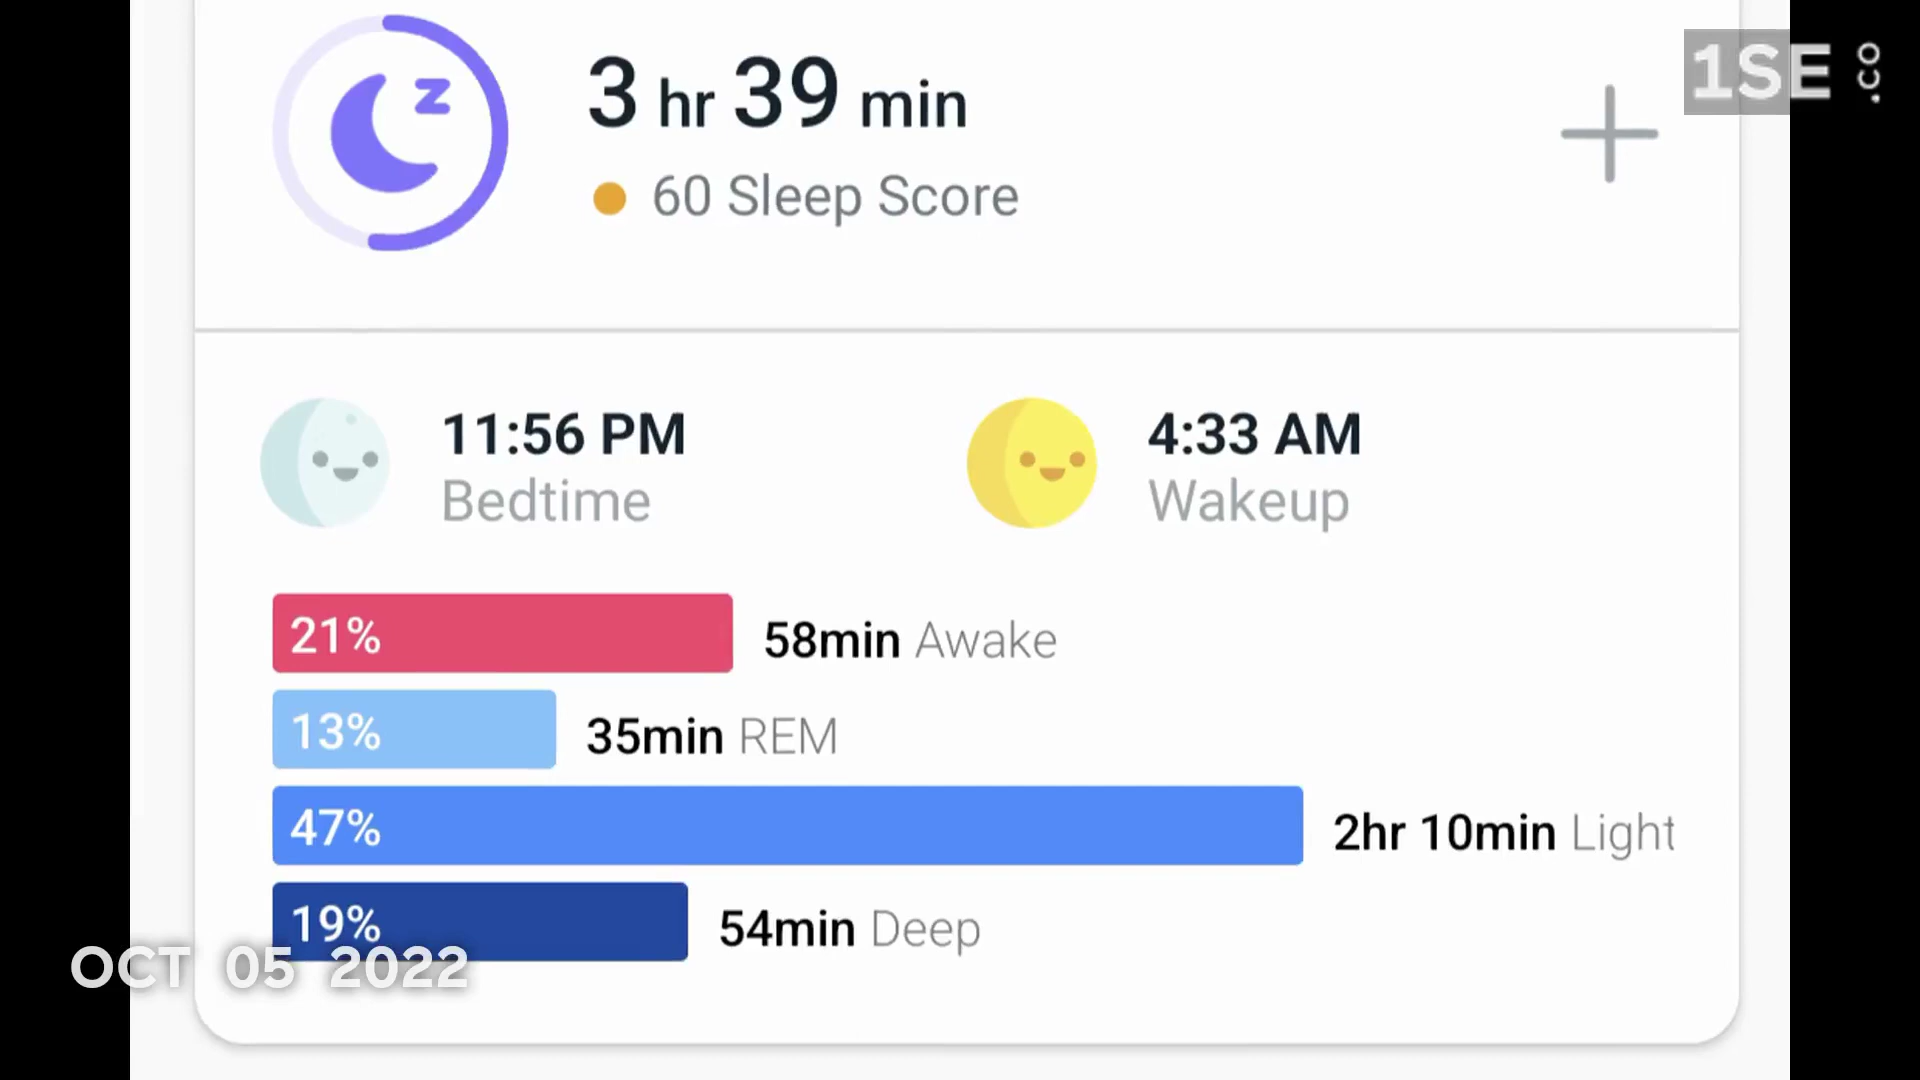 1SE .co
z
3 hr 39 min
60 Sleep Score
11:56 PM
Bedtime
4:33 AM
Wakeup
21% 58min Awake
13% 35min REM
47% 2hr 10min Light
19% 54min Deep
OCT 05 2022